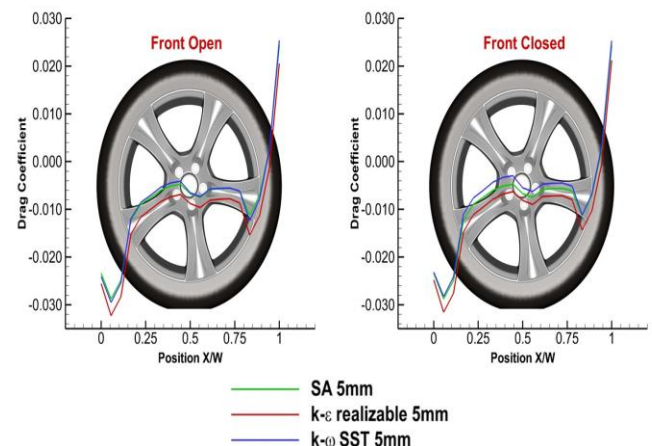 Front Open
Drag Coefficient
0.030
0.020
0.010
0.000
-0.010
-0.020
-0.030
0 0.25 0.5 0.75 1
Position X/W
Front Closed
Drag Coefficient
0.030
0.020
0.010
0.000
-0.010
-0.020
-0.030
0 0.25 0.5 0.75 1
Position X/W
SA 5mm
k-ε realizable 5mm
k-ω SST 5mm